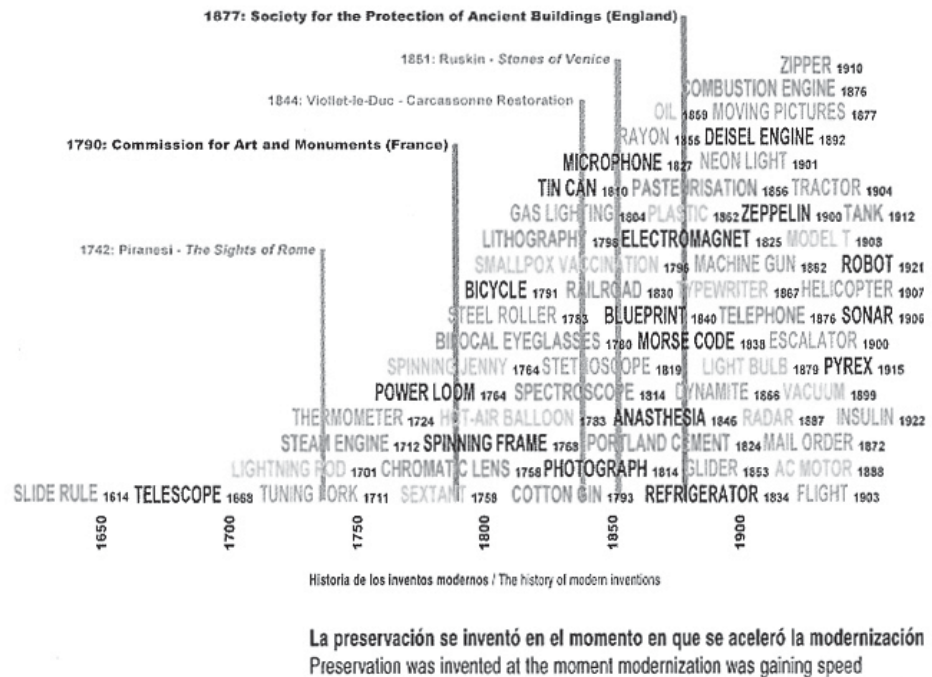 1877: Society for the Protection of Ancient Buildings (England)
1851: Ruskin - Stones of Venice
ZIPPER 1910
COMBUSTION ENGINE 1876
1844: Viollet-le-Duc - Carcassonne Restoration
OIL 1859 MOVING PICTURES 1877
RAYON 1855 DEISEL ENGINE 1892
1790: Commission for Art and Monuments (France)
MICROPHONE 1827 NEON LIGHT 1901
TIN CAN 1810 PASTEURISATION 1856 TRACTOR 1904
GAS LIGHTING 1804 PLASTIC 1862 ZEPPELIN 1900 TANK 1912
LITHOGRAPHY 1798 ELECTROMAGNET 1825 MODEL T 1908
1742: Piranesi - The Sights of Rome
SMALLPOX VACCINATION 1796 MACHINE GUN 1862 ROBOT 1921
BICYCLE 1791 RAILROAD 1830 TYPEWRITER 1867 HELICOPTER 1907
STEEL ROLLER 1783 BLUEPRINT 1840 TELEPHONE 1876 SONAR 1906
BIFOCAL EYEGLASSES 1780 MORSE CODE 1838 ESCALATOR 1900
SPINNING JENNY 1764 STETHOSCOPE 1819 LIGHT BULB 1879 PYREX 1915
POWER LOOM 1764 SPECTROSCOPE 1814 DYNAMITE 1866 VACUUM 1899
THERMOMETER 1724 HOT-AIR BALLOON 1783 ANASTHESIA 1846 RADAR 1887 INSULIN 1922
STEAM ENGINE 1712 SPINNING FRAME 1768 PORTLAND CEMENT 1824 MAIL ORDER 1872
LIGHTNING ROD 1701 CHROMATIC LENS 1758 PHOTOGRAPH 1814 GLIDER 1853 AC MOTOR 1888
SLIDE RULE 1614 TELESCOPE 1668 TUNING FORK 1711 SEXTANT 1759 COTTON GIN 1793 REFRIGERATOR 1834 FLIGHT 1903
1650 1700 1750 1800 1850 1900
Historia de los inventos modernos / The history of modern inventions
La preservación se inventó en el momento en que se aceleró la modernización
Preservation was invented at the moment modernization was gaining speed